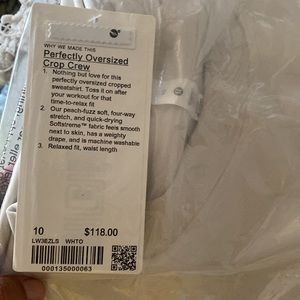 WHY WE MADE THIS
Perfectly Oversized
Crop Crew
1. Nothing but love for this
perfectly oversized cropped
sweatshirt. Toss it on after
your workout for that
time-to-relax fit
2. Our peach-fuzz soft, four-way
stretch, and quick-drying
Softstreme™ fabric feels smooth
next to skin, has a weighty
drape, and is machine washable
3. Relaxed fit, waist length
10 $118.00
LW3EZLS WHTO
000135000063